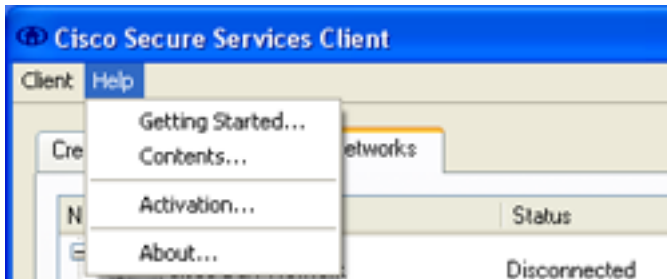 Cisco Secure Services Client
Client Help
Getting Started...
Cre etworks
Contents...
N Activation... Status
About...
Disconnected